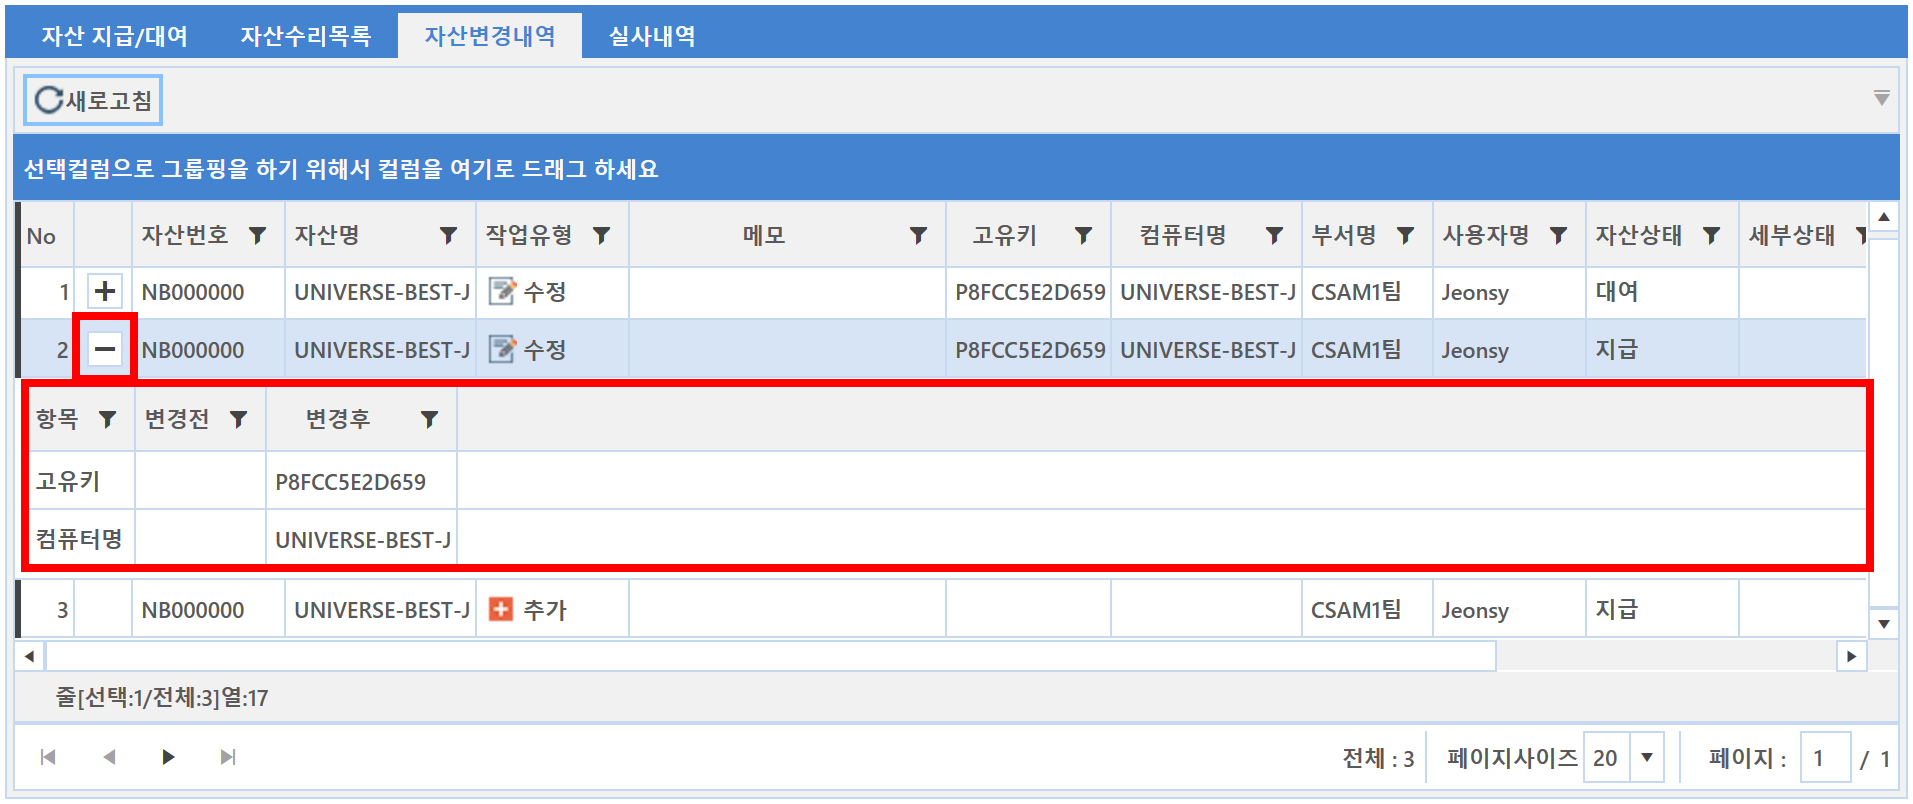 자산 지급/대여 자산수리목록 자산변경내역 실사내역
새로고침
선택컬럼으로 그룹핑을 하기 위해서 컬럼을 여기로 드래그 하세요
No 자산번호 자산명 작업유형 메모 고유키 컴퓨터명 부서명 사용자명 자산상태 세부상태
1 NB000000 UNIVERSE-BEST-J 수정 P8FCC5E2D659 UNIVERSE-BEST-J CSAM1팀 Jeonsy 대여
2 NB000000 UNIVERSE-BEST-J 수정 P8FCC5E2D659 UNIVERSE-BEST-J CSAM1팀 Jeonsy 지급
항목 변경전 변경후
고유키 P8FCC5E2D659
컴퓨터명 UNIVERSE-BEST-J
3 NB000000 UNIVERSE-BEST-J 추가 CSAM1팀 Jeonsy 지급
줄[선택:1/전체:3]열:17
전체 : 3 페이지사이즈 20 페이지 : 1 / 1